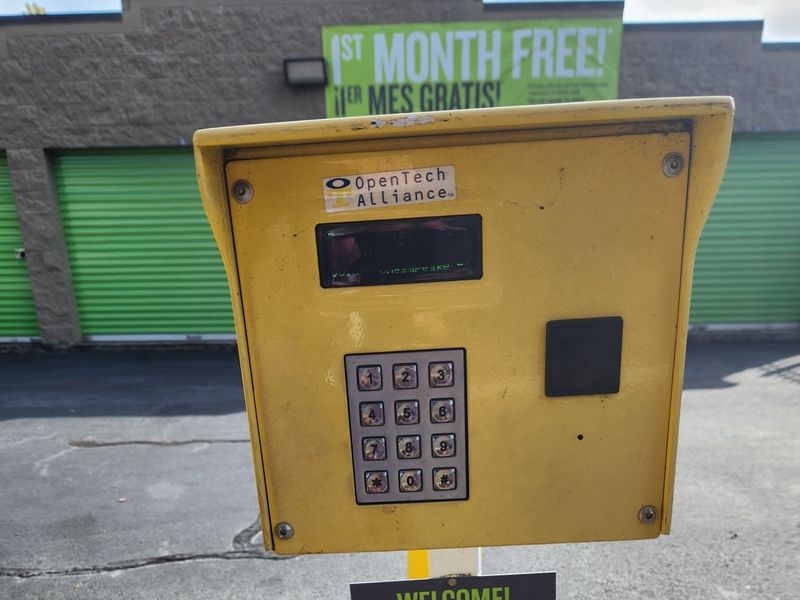 1ST MONTH FREE!*
¡1ER MES GRATIS!
OpenTech
Alliance
1 2 3
4 5 6
7 8 9
* 0 #
WELCOME!